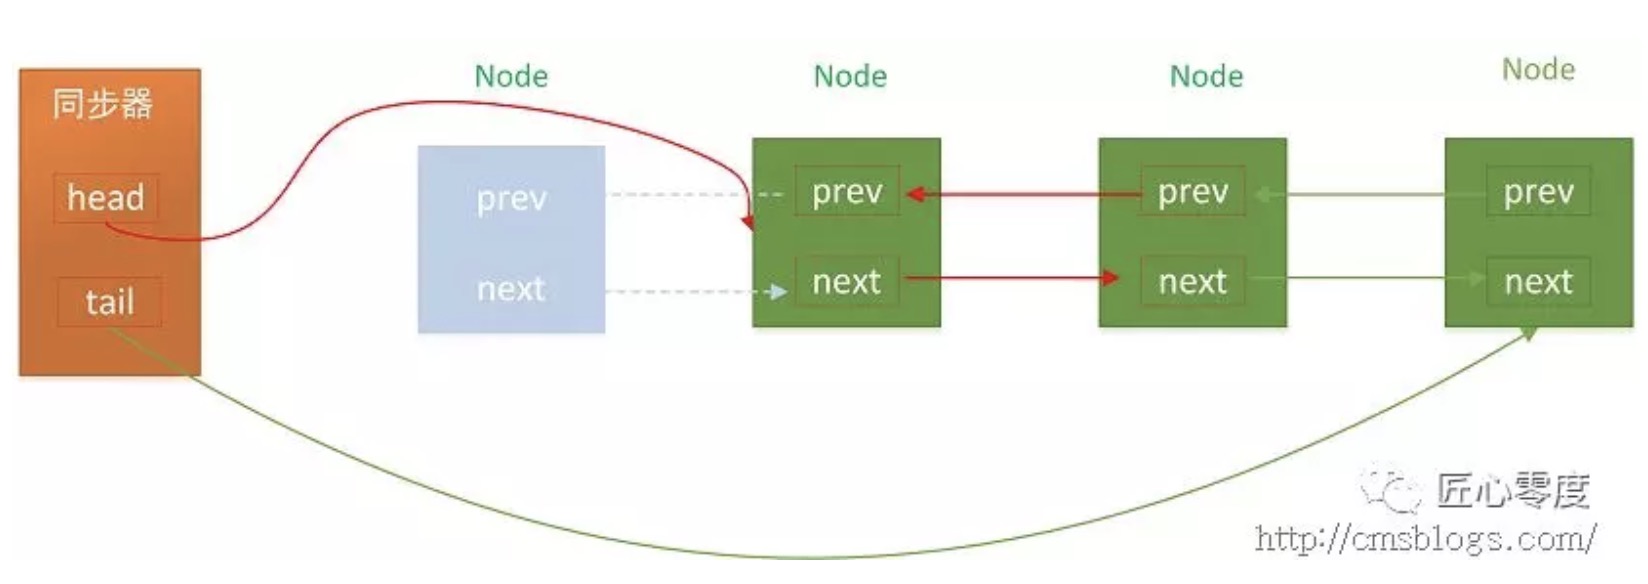 Node
Node
Node
Node
同步器
head
tail
prev
next
prev
next
prev
next
prev
next
匠心零度
http://cmsblogs.com/